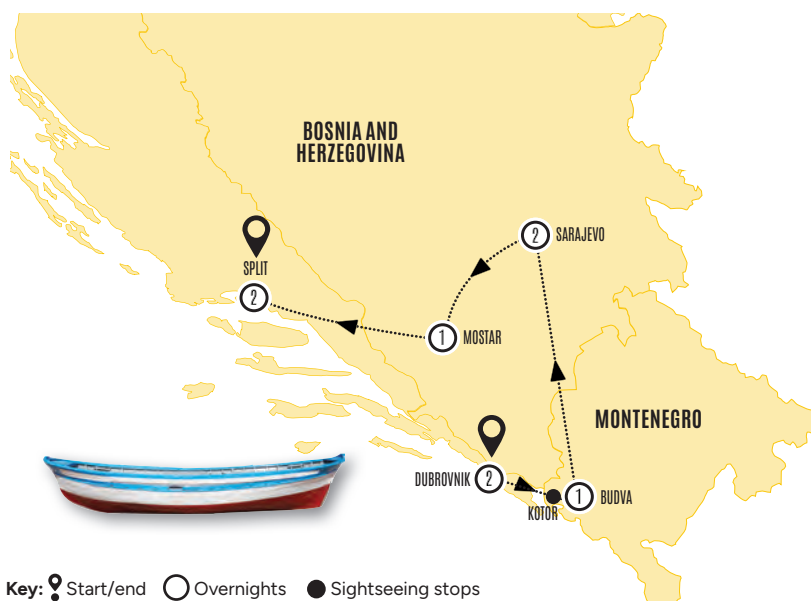 BOSNIA AND
HERZEGOVINA
2 SARAJEVO
SPLIT
2
1 MOSTAR
MONTENEGRO
DUBROVNIK 2
1 BUDVA
KOTOR
Key: Start/end Overnights Sightseeing stops